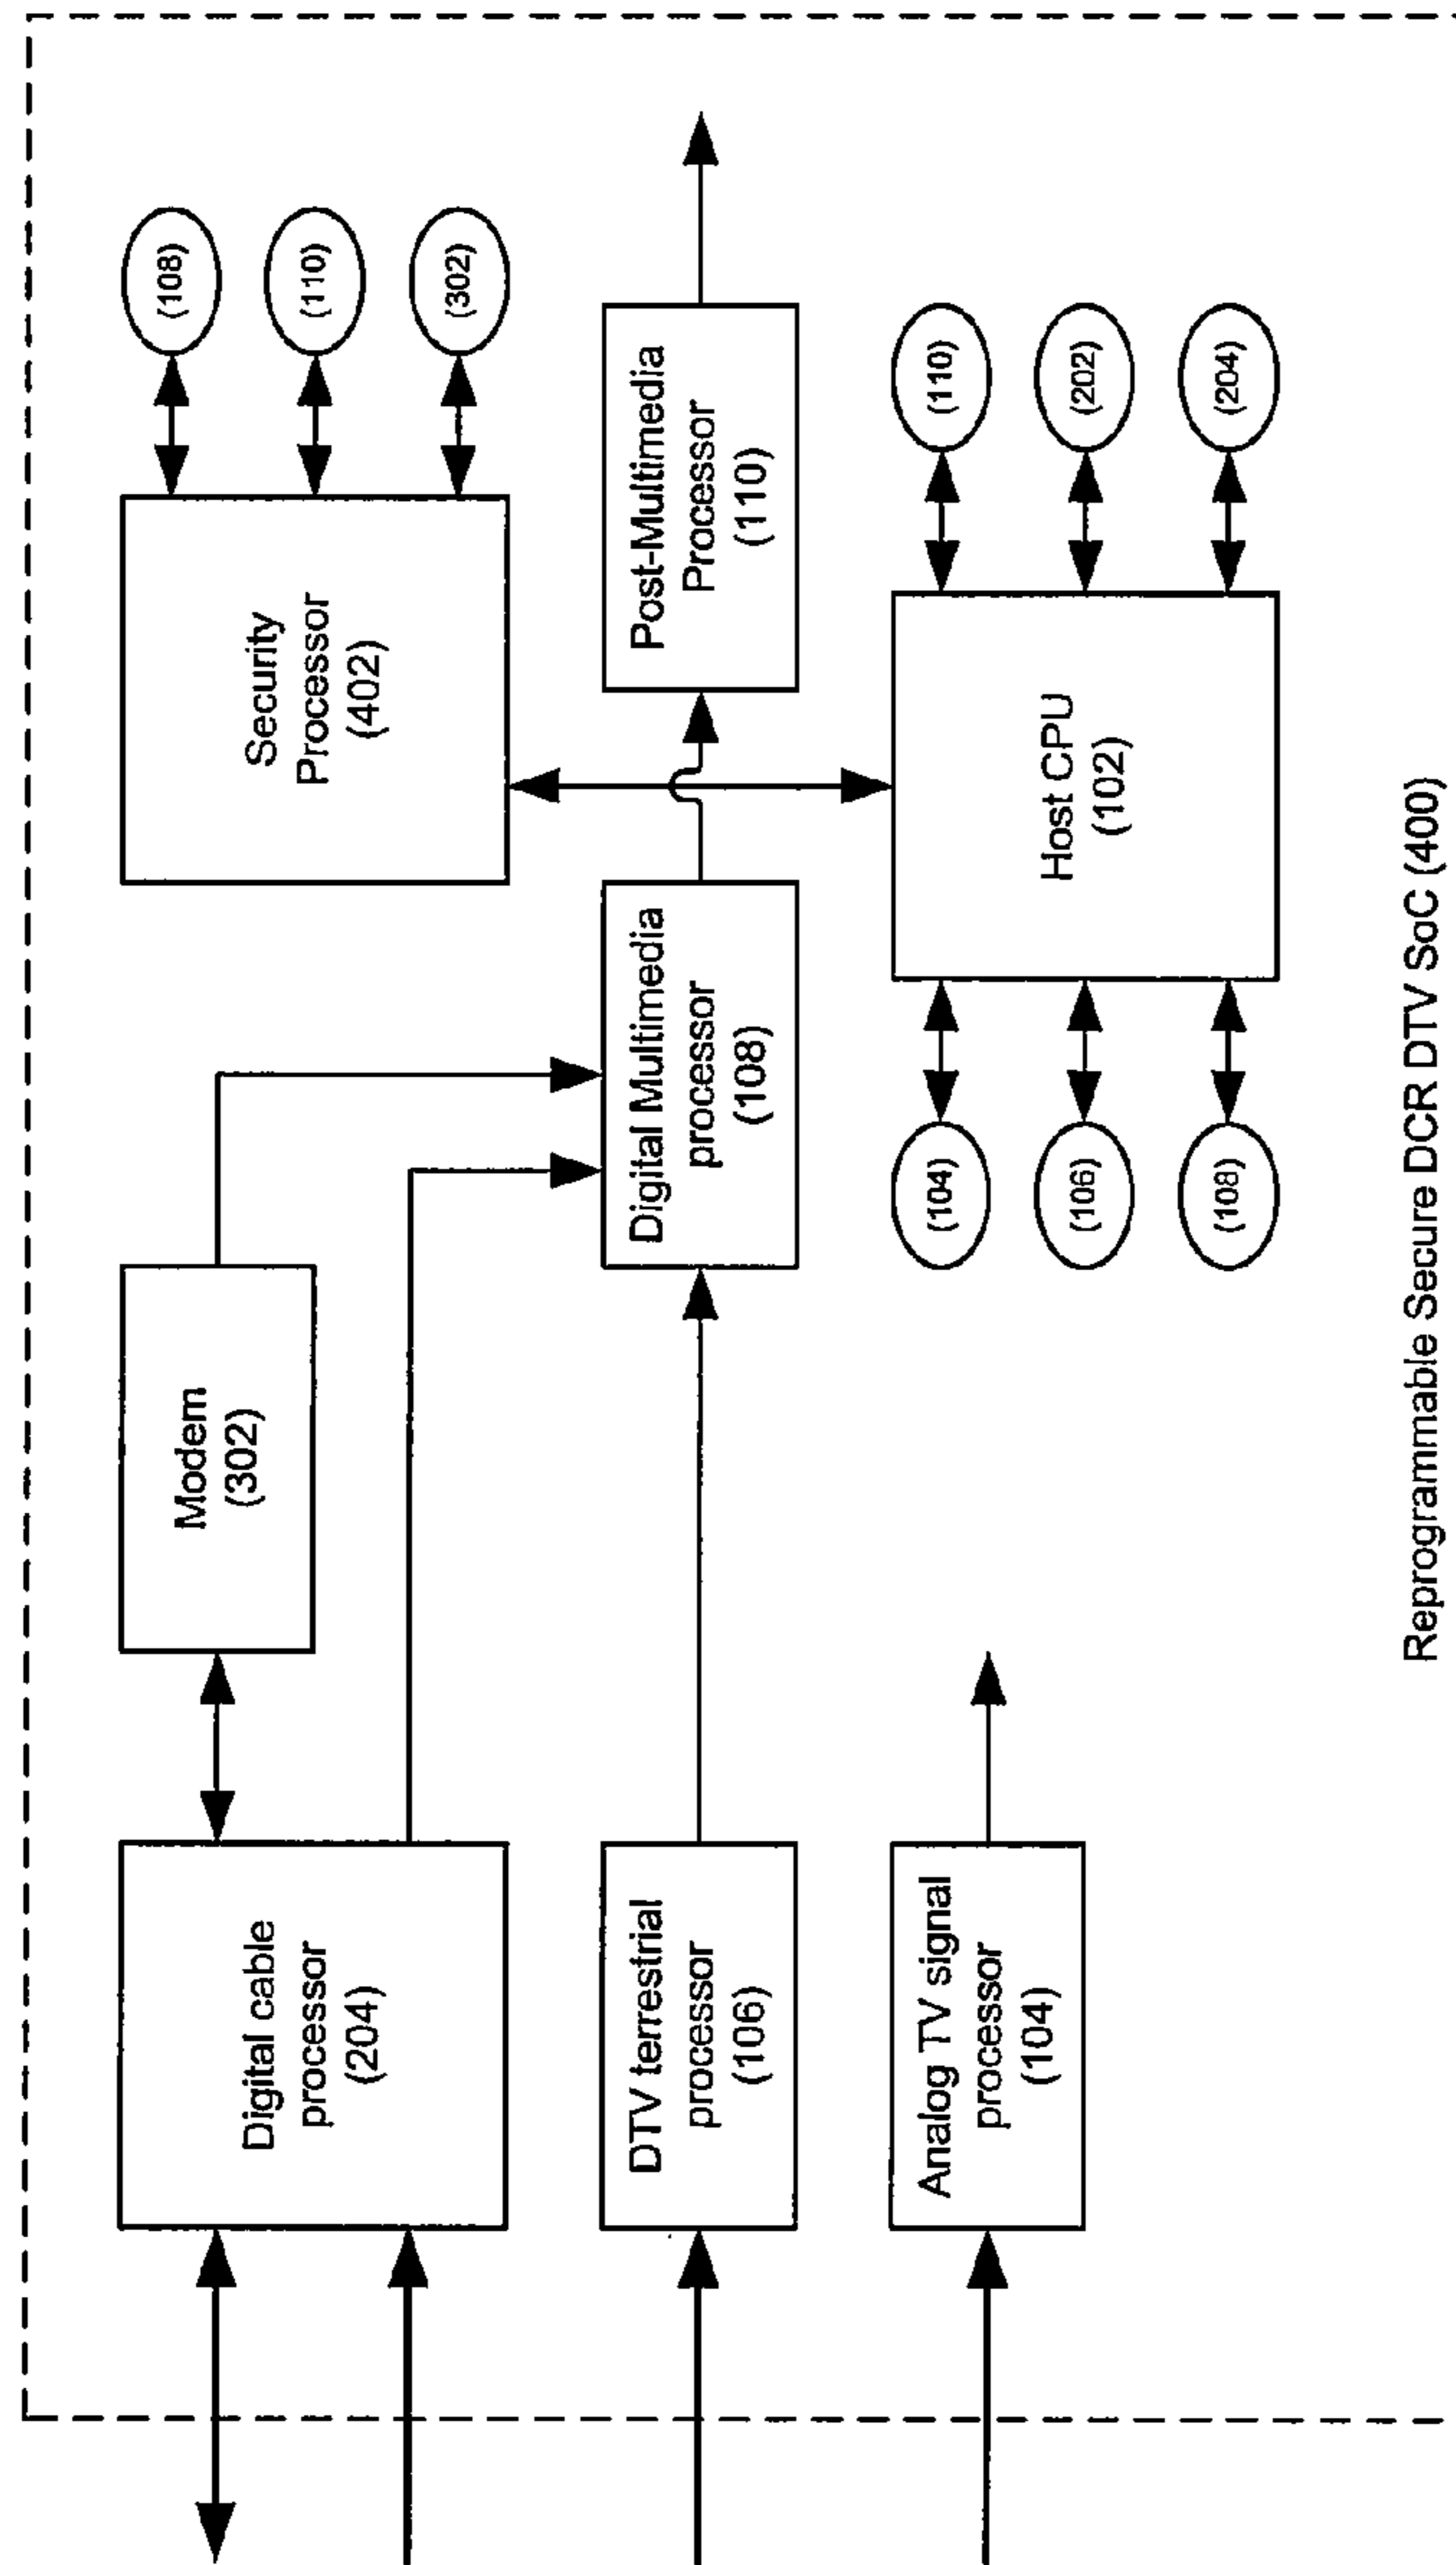 Digital cable
processor
(204)
Modem
(302)
Security
Processor
(402)
(108)
(110)
(302)
DTV terrestrial
processor
(106)
Digital Multimedia
processor
(108)
Post-Multimedia
Processor
(110)
Analog TV signal
processor
(104)
(104)
(106)
(108)
Host CPU
(102)
(110)
(202)
(204)
Reprogrammable Secure DCR DTV SoC (400)